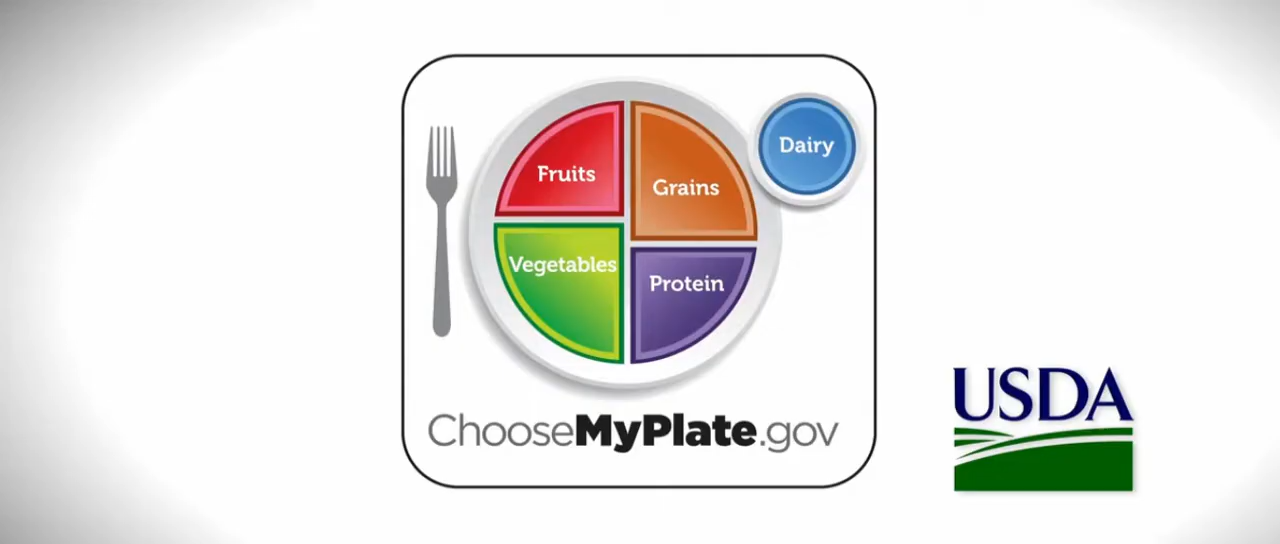 Fruits
Grains
Dairy
Vegetables
Protein
ChooseMyPlate.gov
USDA